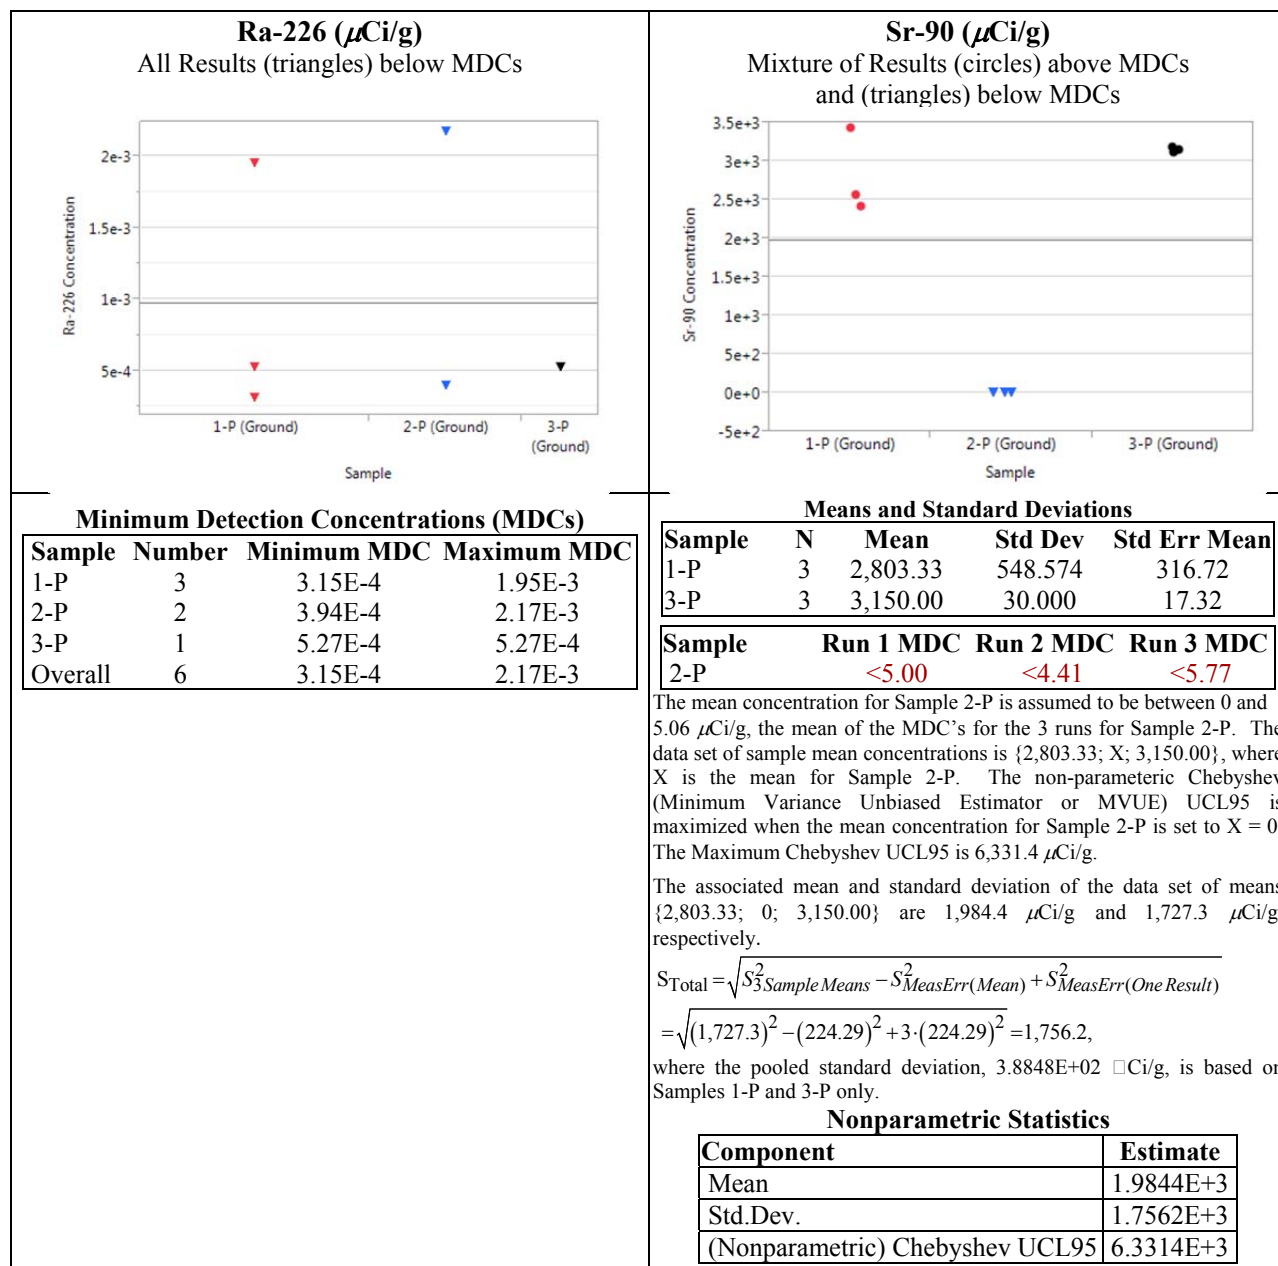 Ra-226 (μCi/g)
All Results (triangles) below MDCs
2e-3
1.5e-3
1e-3
5e-4
Ra-226 Concentration
1-P (Ground)
2-P (Ground)
3-P
(Ground)
Sample
Minimum Detection Concentrations (MDCs)
Sample Number Minimum MDC Maximum MDC
1-P 3 3.15E-4 1.95E-3
2-P 2 3.94E-4 2.17E-3
3-P 1 5.27E-4 5.27E-4
Overall 6 3.15E-4 2.17E-3
Sr-90 (μCi/g)
Mixture of Results (circles) above MDCs
and (triangles) below MDCs
3.5e+3
3e+3
2.5e+3
2e+3
1.5e+3
1e+3
5e+2
0e+0
-5e+2
Sr-90 Concentration
1-P (Ground)
2-P (Ground)
3-P (Ground)
Sample
Means and Standard Deviations
Sample N Mean Std Dev Std Err Mean
1-P 3 2,803.33 548.574 316.72
3-P 3 3,150.00 30.000 17.32
Sample Run 1 MDC Run 2 MDC Run 3 MDC
2-P <5.00 <4.41 <5.77
The mean concentration for Sample 2-P is assumed to be between 0 and
5.06 μCi/g, the mean of the MDC's for the 3 runs for Sample 2-P. The
data set of sample mean concentrations is {2,803.33; X; 3,150.00}, where
X is the mean for Sample 2-P. The non-parameteric Chebyshev
(Minimum Variance Unbiased Estimator or MVUE) UCL95 is
maximized when the mean concentration for Sample 2-P is set to X = 0
The Maximum Chebyshev UCL95 is 6,331.4 μCi/g.
The associated mean and standard deviation of the data set of means
{2,803.33; 0; 3,150.00} are 1,984.4 μCi/g and 1,727.3 μCi/g
respectively.
S_Total = √(S²_3 Sample Means − S²_MeasErr(Mean) + S²_MeasErr(One Result))
= √((1,727.3)² − (224.29)² + 3·(224.29)²) = 1,756.2,
where the pooled standard deviation, 3.8848E+02 □Ci/g, is based on
Samples 1-P and 3-P only.
Nonparametric Statistics
Component Estimate
Mean 1.9844E+3
Std.Dev. 1.7562E+3
(Nonparametric) Chebyshev UCL95 6.3314E+3